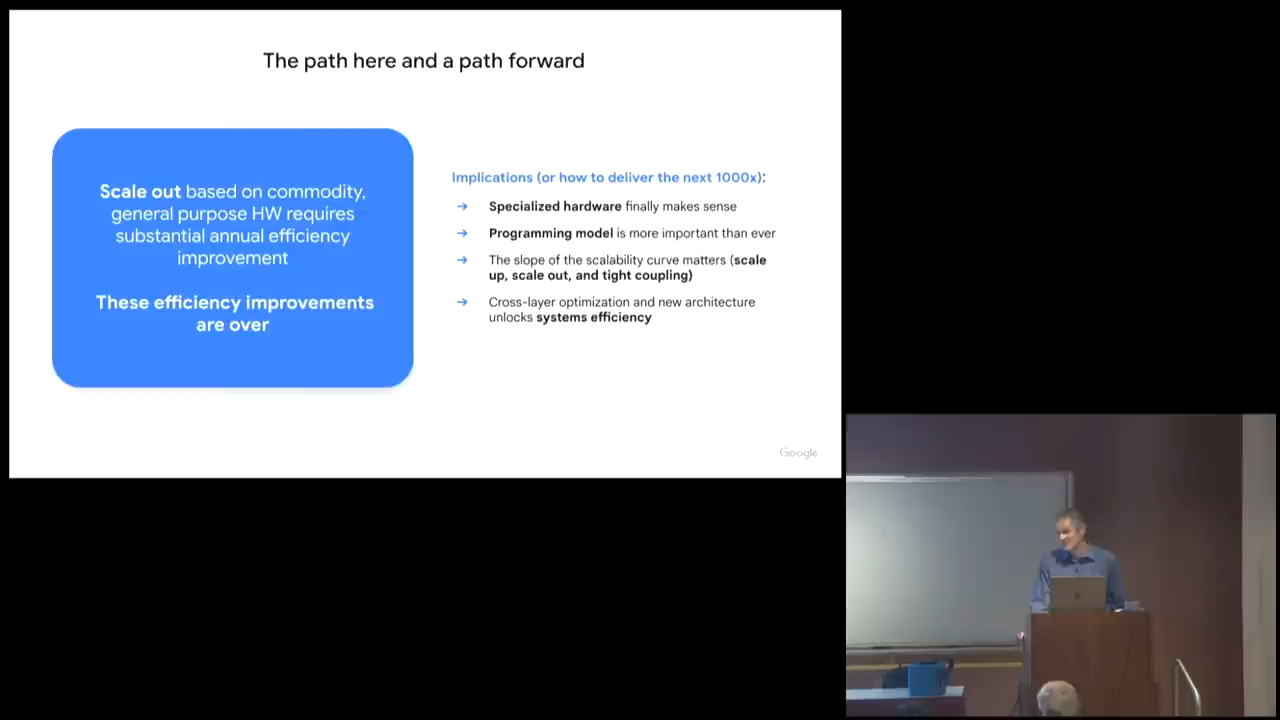 The path here and a path forward
Scale out based on commodity,
general purpose HW requires
substantial annual efficiency
improvement
These efficiency improvements
are over
Implications (or how to deliver the next 1000x):
→ Specialized hardware finally makes sense
→ Programming model is more important than ever
→ The slope of the scalability curve matters (scale
up, scale out, and tight coupling)
→ Cross-layer optimization and new architecture
unlocks systems efficiency
Google